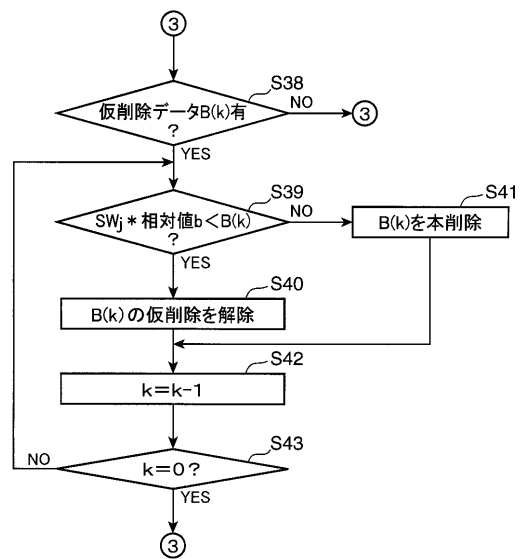 ③
S38
仮削除データB(k)有
?
NO
③
YES
S39
SWj*相対値b<B(k)
?
NO
S41
B(k)を本削除
YES
S40
B(k)の仮削除を解除
S42
k=k-1
S43
NO
k=0?
YES
③